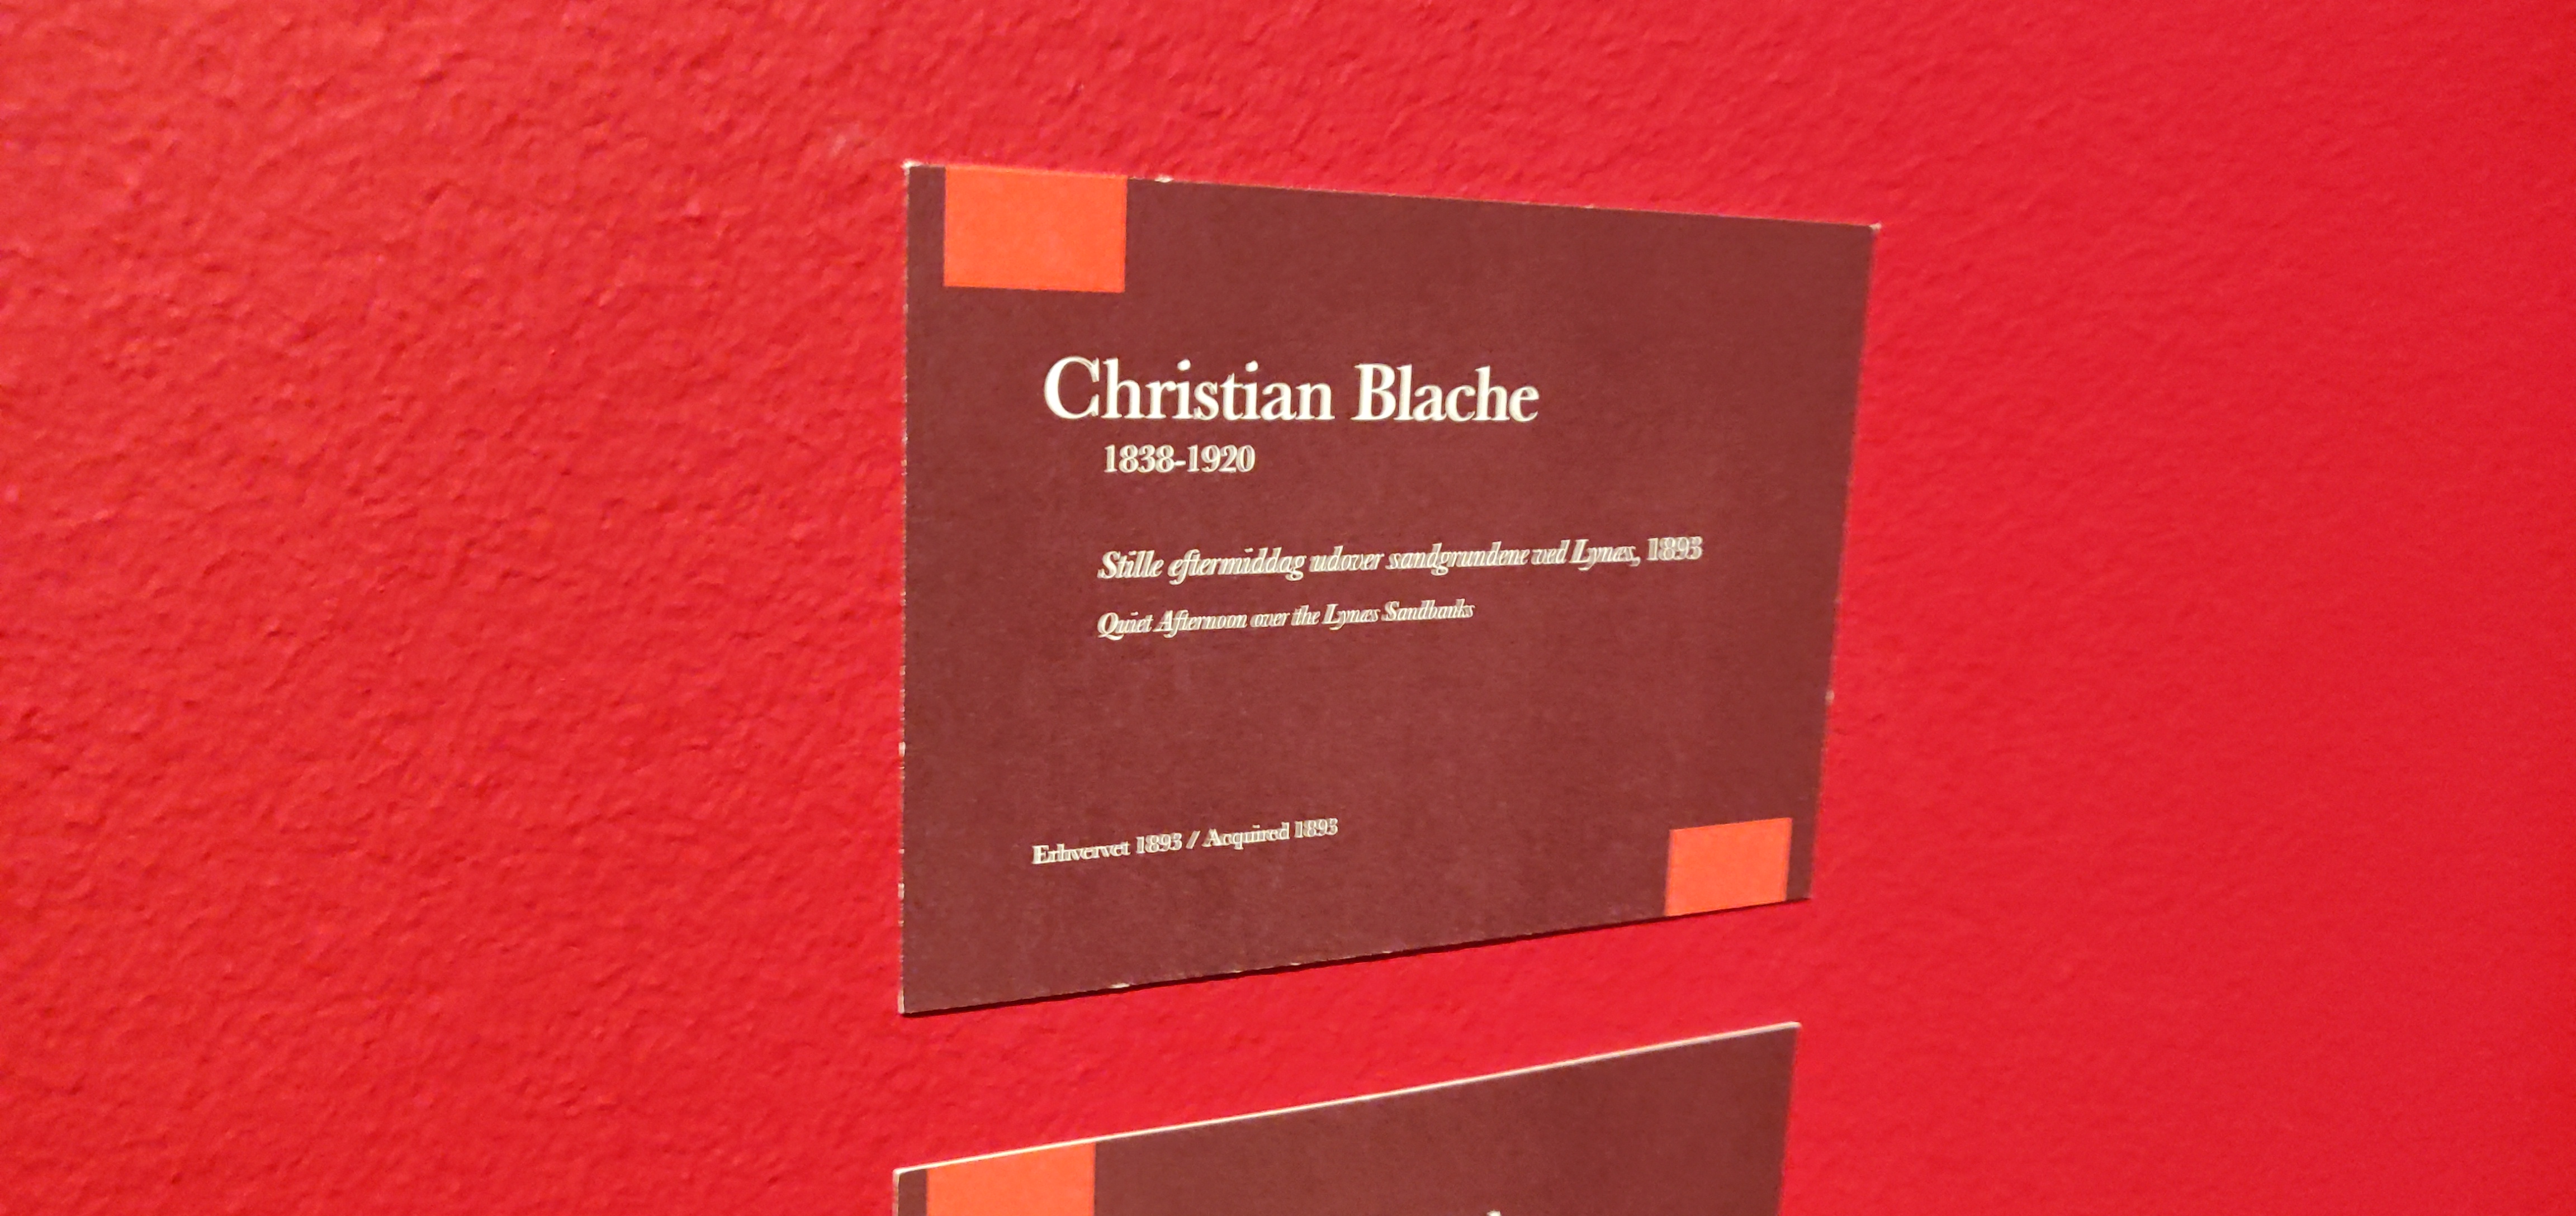 Christian Blache
1838-1920
Stille eftermiddag udover sandgrundene ved Lynæs, 1893
Quiet Afternoon over the Lynæs Sandbanks
Erhvervet 1893 / Acquired 1893